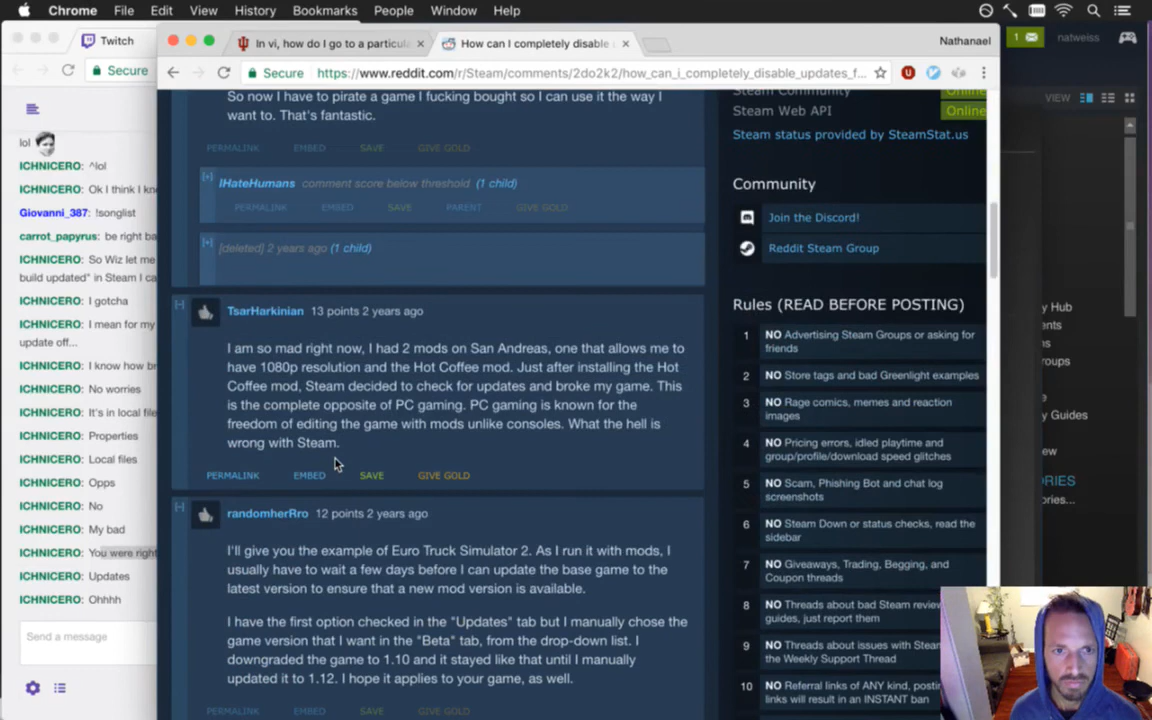 Chrome File Edit View History Bookmarks People Window Help
Twitch
In vi, how do I go to a particula
How can I completely disable
Nathanael
1
natweiss
Secure
Secure
https://www.reddit.com/r/Steam/comments/2do2k2/how_can_i_completely_disable_updates_f...
VIEW
lol
ICHNICERO: ^lol
ICHNICERO: Ok I think I kn
Giovanni_387: !songlist
carrot_papyrus: be right ba
ICHNICERO: So Wiz let me
build updated" in Steam I ca
ICHNICERO: I gotcha
ICHNICERO: I mean for my
update off...
ICHNICERO: I know how br
ICHNICERO: No worries
ICHNICERO: It's in local file
ICHNICERO: Properties
ICHNICERO: Local files
ICHNICERO: Opps
ICHNICERO: No
ICHNICERO: My bad
ICHNICERO: You were right
ICHNICERO: Updates
ICHNICERO: Ohhhh
Send a message
So now I have to pirate a game I fucking bought so I can use it the way I
want to. That's fantastic.
PERMALINK EMBED SAVE GIVE GOLD
[+] IHateHumans comment score below threshold (1 child)
PERMALINK EMBED SAVE PARENT GIVE GOLD
[+] [deleted] 2 years ago (1 child)
[-] TsarHarkinian 13 points 2 years ago
I am so mad right now, I had 2 mods on San Andreas, one that allows me to
have 1080p resolution and the Hot Coffee mod. Just after installing the Hot
Coffee mod, Steam decided to check for updates and broke my game. This
is the complete opposite of PC gaming. PC gaming is known for the
freedom of editing the game with mods unlike consoles. What the hell is
wrong with Steam.
PERMALINK EMBED SAVE GIVE GOLD
[-] randomherRro 12 points 2 years ago
I'll give you the example of Euro Truck Simulator 2. As I run it with mods, I
usually have to wait a few days before I can update the base game to the
latest version to ensure that a new mod version is available.
I have the first option checked in the "Updates" tab but I manually chose the
game version that I want in the "Beta" tab, from the drop-down list. I
downgraded the game to 1.10 and it stayed like that until I manually
updated it to 1.12. I hope it applies to your game, as well.
PERMALINK EMBED SAVE GIVE GOLD
Steam Community Online
Steam Web API Online
Steam status provided by SteamStat.us
Community
Join the Discord!
Reddit Steam Group
Rules (READ BEFORE POSTING)
1 NO Advertising Steam Groups or asking for
friends
2 NO Store tags and bad Greenlight examples
3 NO Rage comics, memes and reaction
images
4 NO Pricing errors, idled playtime and
group/profile/download speed glitches
5 NO Scam, Phishing Bot and chat log
screenshots
6 NO Steam Down or status checks, read the
sidebar
7 NO Giveaways, Trading, Begging, and
Coupon threads
8 NO Threads about bad Steam review
guides, just report them
9 NO Threads about issues with Steam
the Weekly Support Thread
10 NO Referral links of ANY kind, postin
links will result in an INSTANT ban
y Hub
ents
roups
y Guides
ew
ORIES
ories...